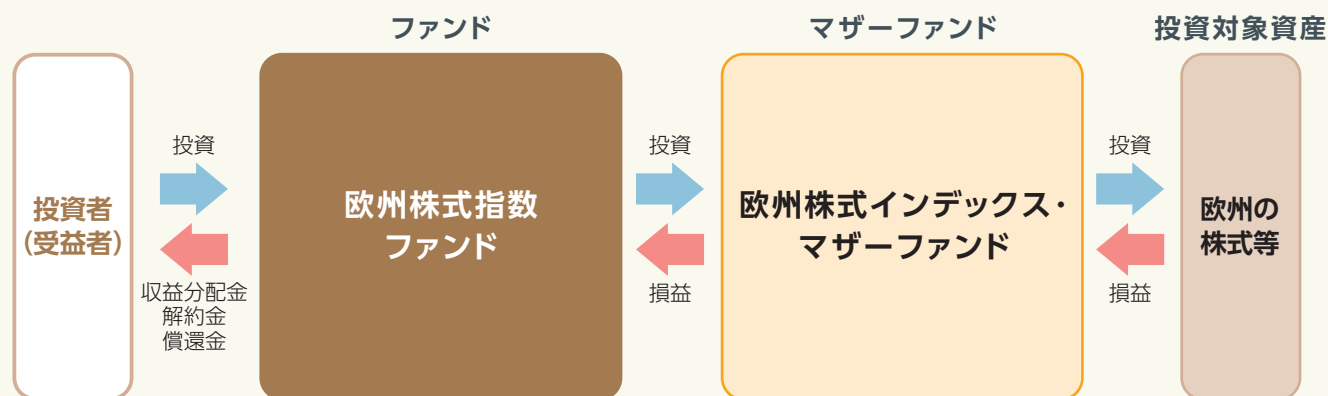 ファンド
マザーファンド
投資対象資産
投資者
(受益者)
投資
収益分配金
解約金
償還金
欧州株式指数
ファンド
投資
損益
欧州株式インデックス・
マザーファンド
投資
損益
欧州の
株式等